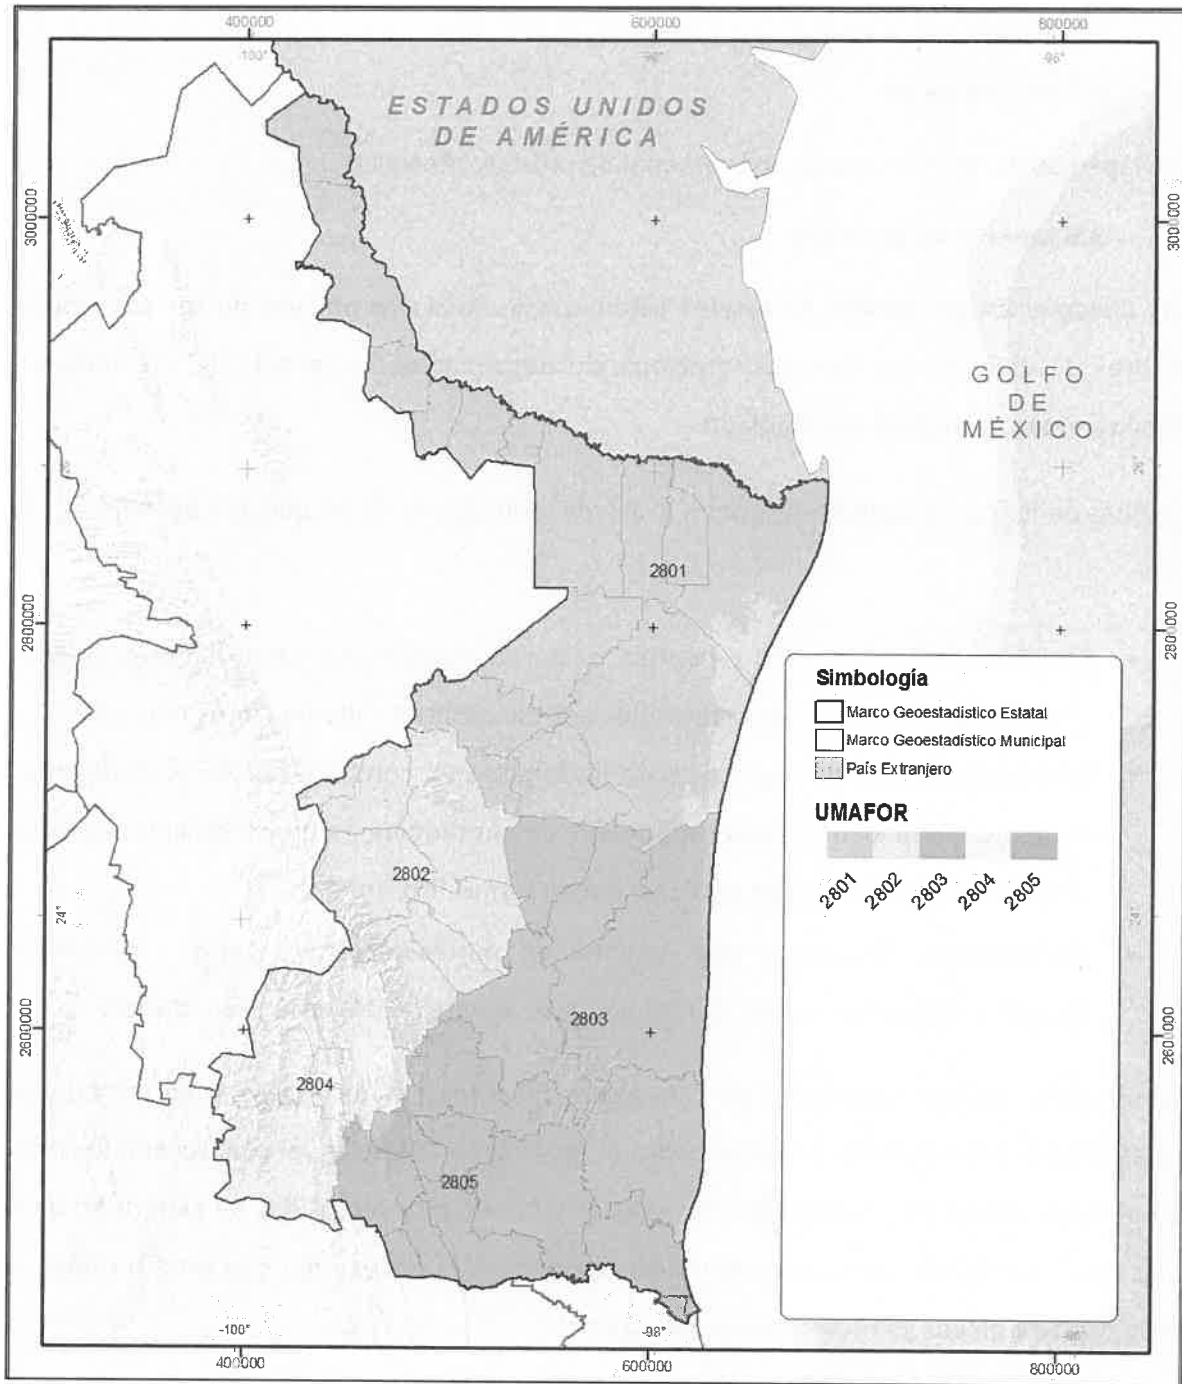 400000 600000 800000
-100° -96°
ESTADOS UNIDOS
DE AMÉRICA
3000000 3000000
GOLFO
DE
MÉXICO
26°
2801
2800000 2800000
Simbología
Marco Geoestadístico Estatal
Marco Geoestadístico Municipal
País Extranjero
UMAFOR
2801 2802 2803 2804 2805
2802
24° 24°
2803
2600000 2600000
2804
2805
-100° -98°
400000 600000 800000